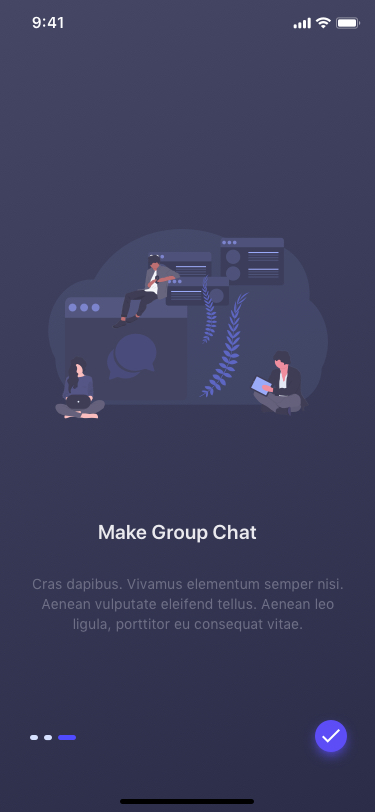 9:41
Make Group Chat
Cras dapibus. Vivamus elementum semper nisi.
Aenean vulputate eleifend tellus. Aenean leo
ligula, porttitor eu consequat vitae.